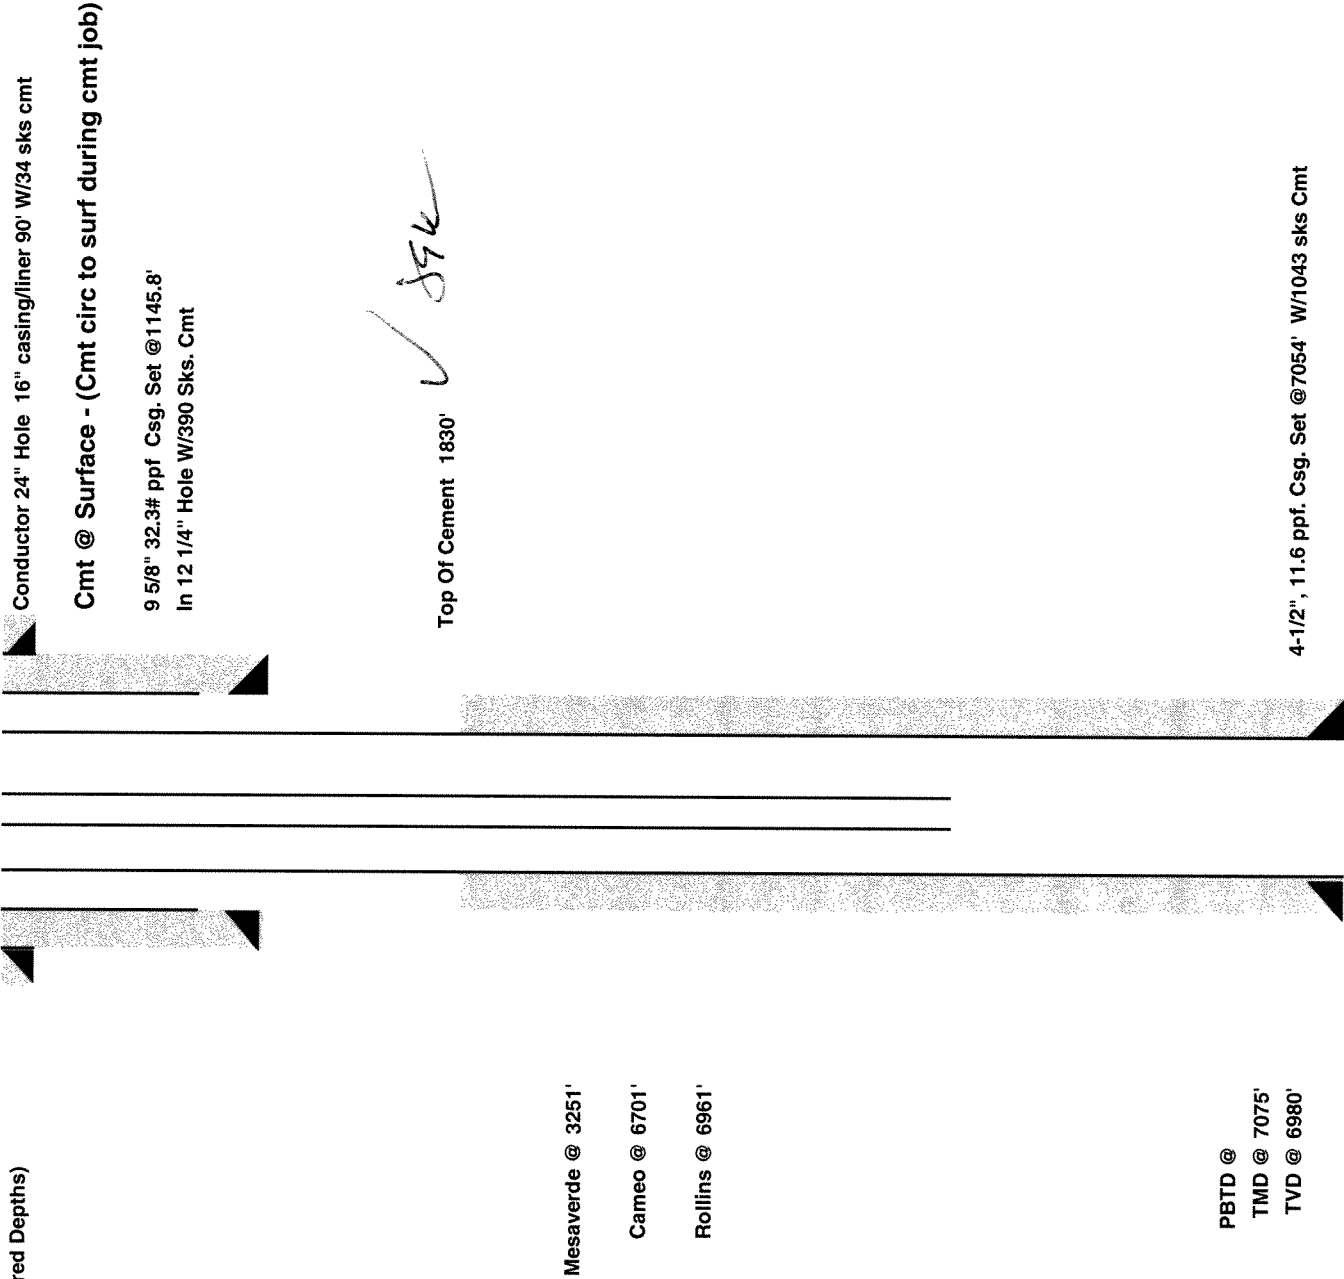 Conductor 24" Hole 16" casing/liner 90' W/34 sks cmt
Cmt @ Surface - (Cmt circ to surf during cmt job)
9 5/8" 32.3# ppf Csg. Set @1145.8'
In 12 1/4" Hole W/390 Sks. Cmt
Top Of Cement 1830'
4-1/2", 11.6 ppf. Csg. Set @7054' W/1043 sks Cmt
red Depths)
Mesaverde @ 3251'
Cameo @ 6701'
Rollins @ 6961'
PBTD @
TMD @ 7075'
TVD @ 6980'